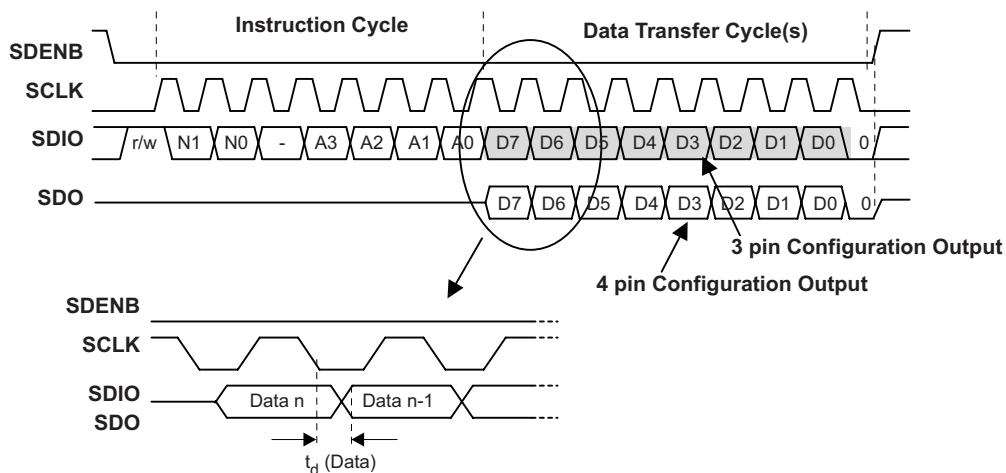 Instruction Cycle Data Transfer Cycle(s)
SDENB
SCLK
SDIO r/w N1 N0 - A3 A2 A1 A0 D7 D6 D5 D4 D3 D2 D1 D0 0
SDO D7 D6 D5 D4 D3 D2 D1 D0 0
3 pin Configuration Output
4 pin Configuration Output
SDENB
SCLK
SDIO Data n Data n-1
SDO
td (Data)